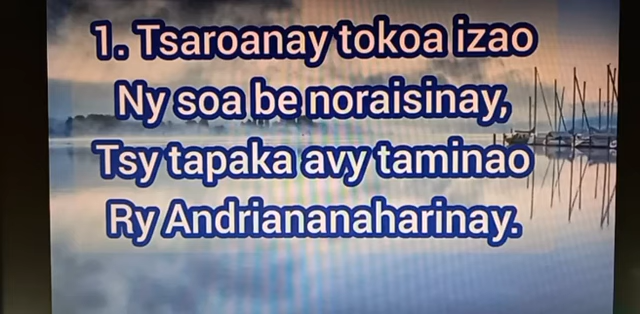 1. Tsaroanay tokoa izao
Ny soa be noraisinay,
Tsy tapaka avy taminao
Ry Andriananaharinay.